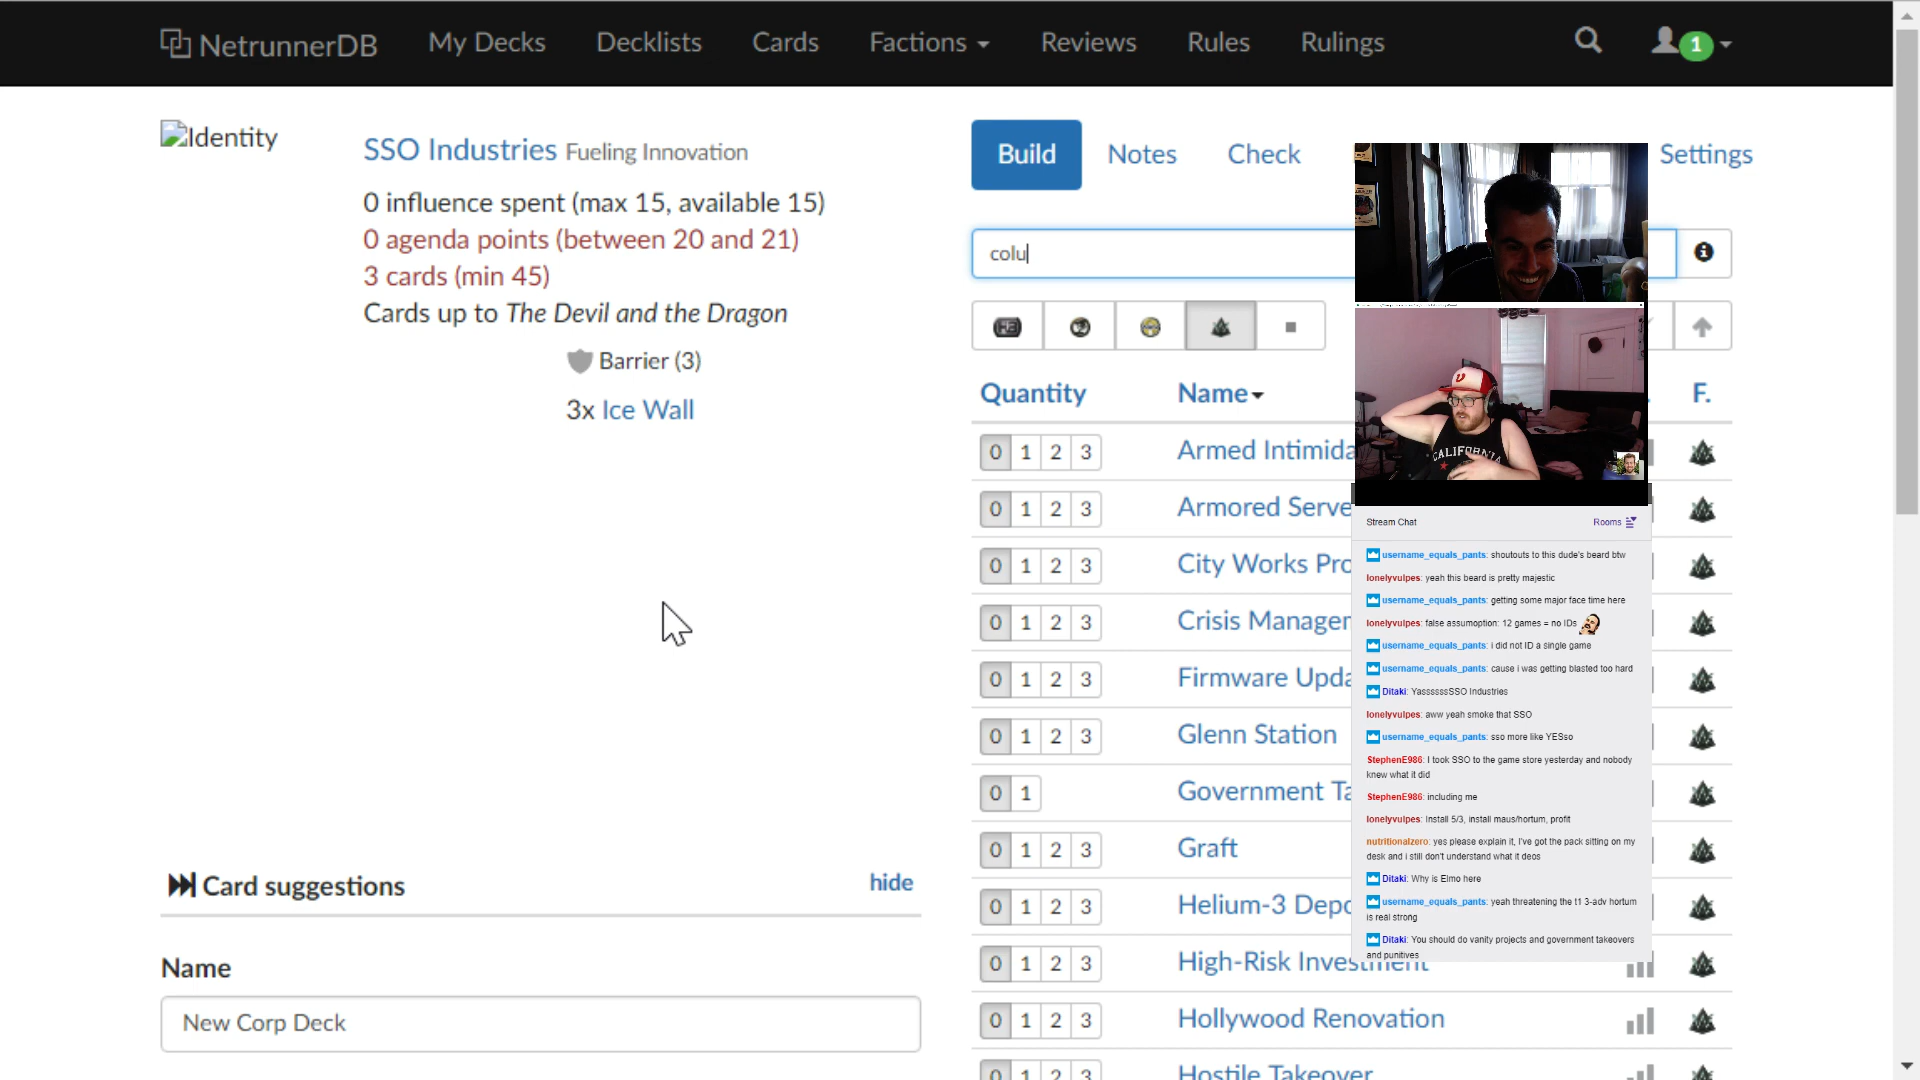 NetrunnerDB My Decks Decklists Cards Factions Reviews Rules Rulings 1
Identity
SSO Industries Fueling Innovation
0 influence spent (max 15, available 15)
0 agenda points (between 20 and 21)
3 cards (min 45)
Cards up to The Devil and the Dragon
Barrier (3)
3x Ice Wall
Card suggestions hide
Name
New Corp Deck
Build Notes Check Settings
colu
Quantity Name F.
0 1 2 3 Armed Intimida
0 1 2 3 Armored Serve
0 1 2 3 City Works Pro
0 1 2 3 Crisis Manager
0 1 2 3 Firmware Upda
0 1 2 3 Glenn Station
0 1 Government Ta
0 1 2 3 Graft
0 1 2 3 Helium-3 Depo
0 1 2 3 High-Risk Investment
0 1 2 3 Hollywood Renovation
0 1 2 3 Hostile Takeover
CALIFORNIA
Stream Chat Rooms
username_equals_pants: shoutouts to this dude's beard btw
lonelyvulpes: yeah this beard is pretty majestic
username_equals_pants: getting some major face time here
lonelyvulpes: false assumoption: 12 games = no IDs
username_equals_pants: i did not ID a single game
username_equals_pants: cause i was getting blasted too hard
Ditaki: YassssssSSO Industries
lonelyvulpes: aww yeah smoke that SSO
username_equals_pants: sso more like YESso
StephenE986: I took SSO to the game store yesterday and nobody
knew what it did
StephenE986: including me
lonelyvulpes: Install 5/3, install maus/hortum, profit
nutritionalzero: yes please explain it, I've got the pack sitting on my
desk and i still don't understand what it deos
Ditaki: Why is Elmo here
username_equals_pants: yeah threatening the t1 3-adv hortum
is real strong
Ditaki: You should do vanity projects and government takeovers
and punitives